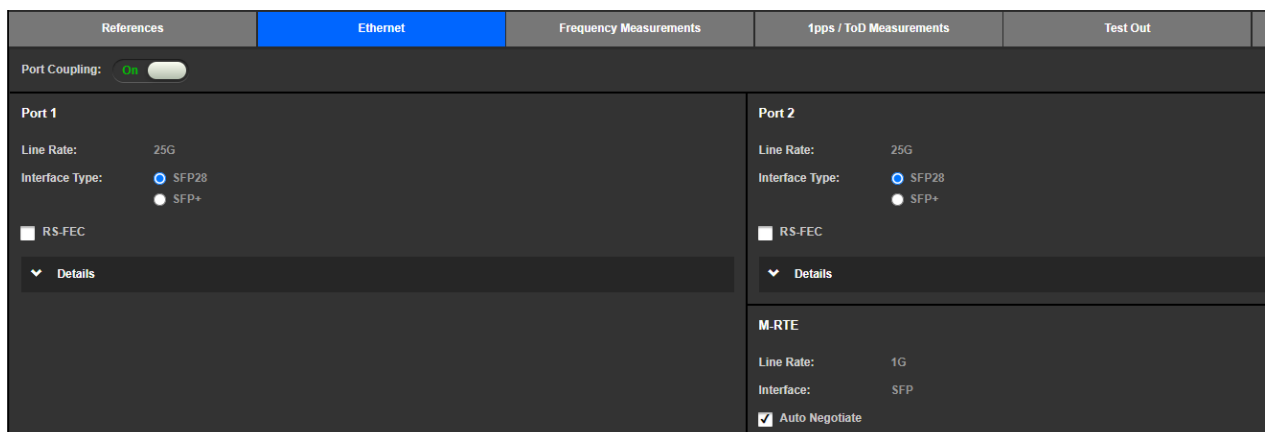 References Ethernet Frequency Measurements 1pps / ToD Measurements Test Out
Port Coupling: On
Port 1
Line Rate: 25G
Interface Type: SFP28
SFP+
RS-FEC
Details
Port 2
Line Rate: 25G
Interface Type: SFP28
SFP+
RS-FEC
Details
M-RTE
Line Rate: 1G
Interface: SFP
Auto Negotiate